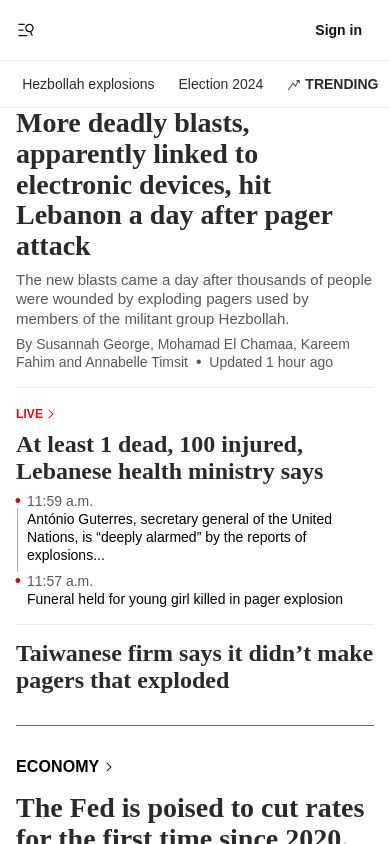 Sign in
Hezbollah explosions Election 2024 TRENDING
More deadly blasts,
apparently linked to
electronic devices, hit
Lebanon a day after pager
attack
The new blasts came a day after thousands of people
were wounded by exploding pagers used by
members of the militant group Hezbollah.
By Susannah George, Mohamad El Chamaa, Kareem
Fahim and Annabelle Timsit • Updated 1 hour ago
LIVE
At least 1 dead, 100 injured,
Lebanese health ministry says
11:59 a.m.
António Guterres, secretary general of the United
Nations, is “deeply alarmed” by the reports of
explosions...
11:57 a.m.
Funeral held for young girl killed in pager explosion
Taiwanese firm says it didn’t make
pagers that exploded
ECONOMY
The Fed is poised to cut rates
for the first time since 2020.